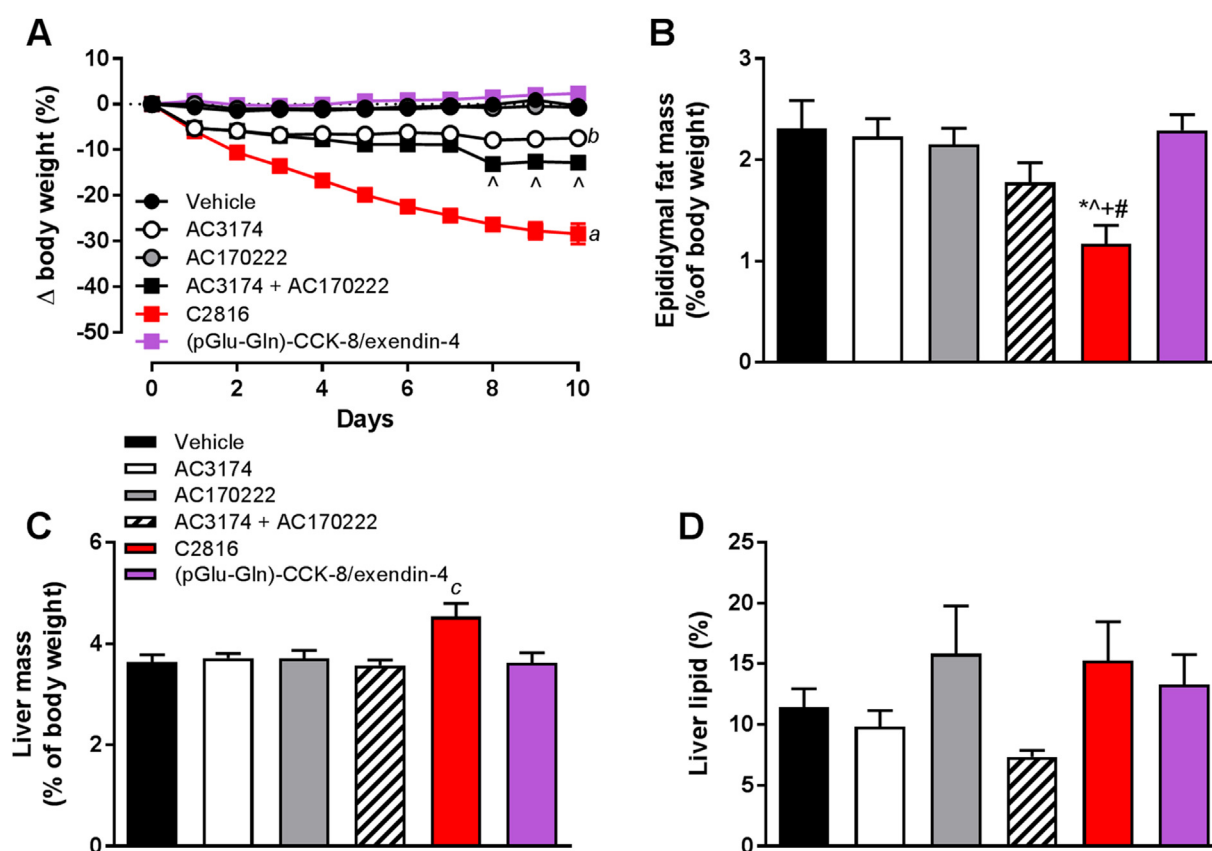 A
Δ body weight (%)
10
0
-10
-20
-30
-40
-50
b
^ ^ ^
a
Vehicle
AC3174
AC170222
AC3174 + AC170222
C2816
(pGlu-Gln)-CCK-8/exendin-4
0 2 4 6 8 10
Days
B
Epididymal fat mass
(%of body weight)
3
2
1
0
*^+#
Vehicle
AC3174
AC170222
AC3174 + AC170222
C2816
(pGlu-Gln)-CCK-8/exendin-4
C
Liver mass
(% of body weight)
6
4
2
0
c
D
Liver lipid (%)
25
20
15
10
5
0